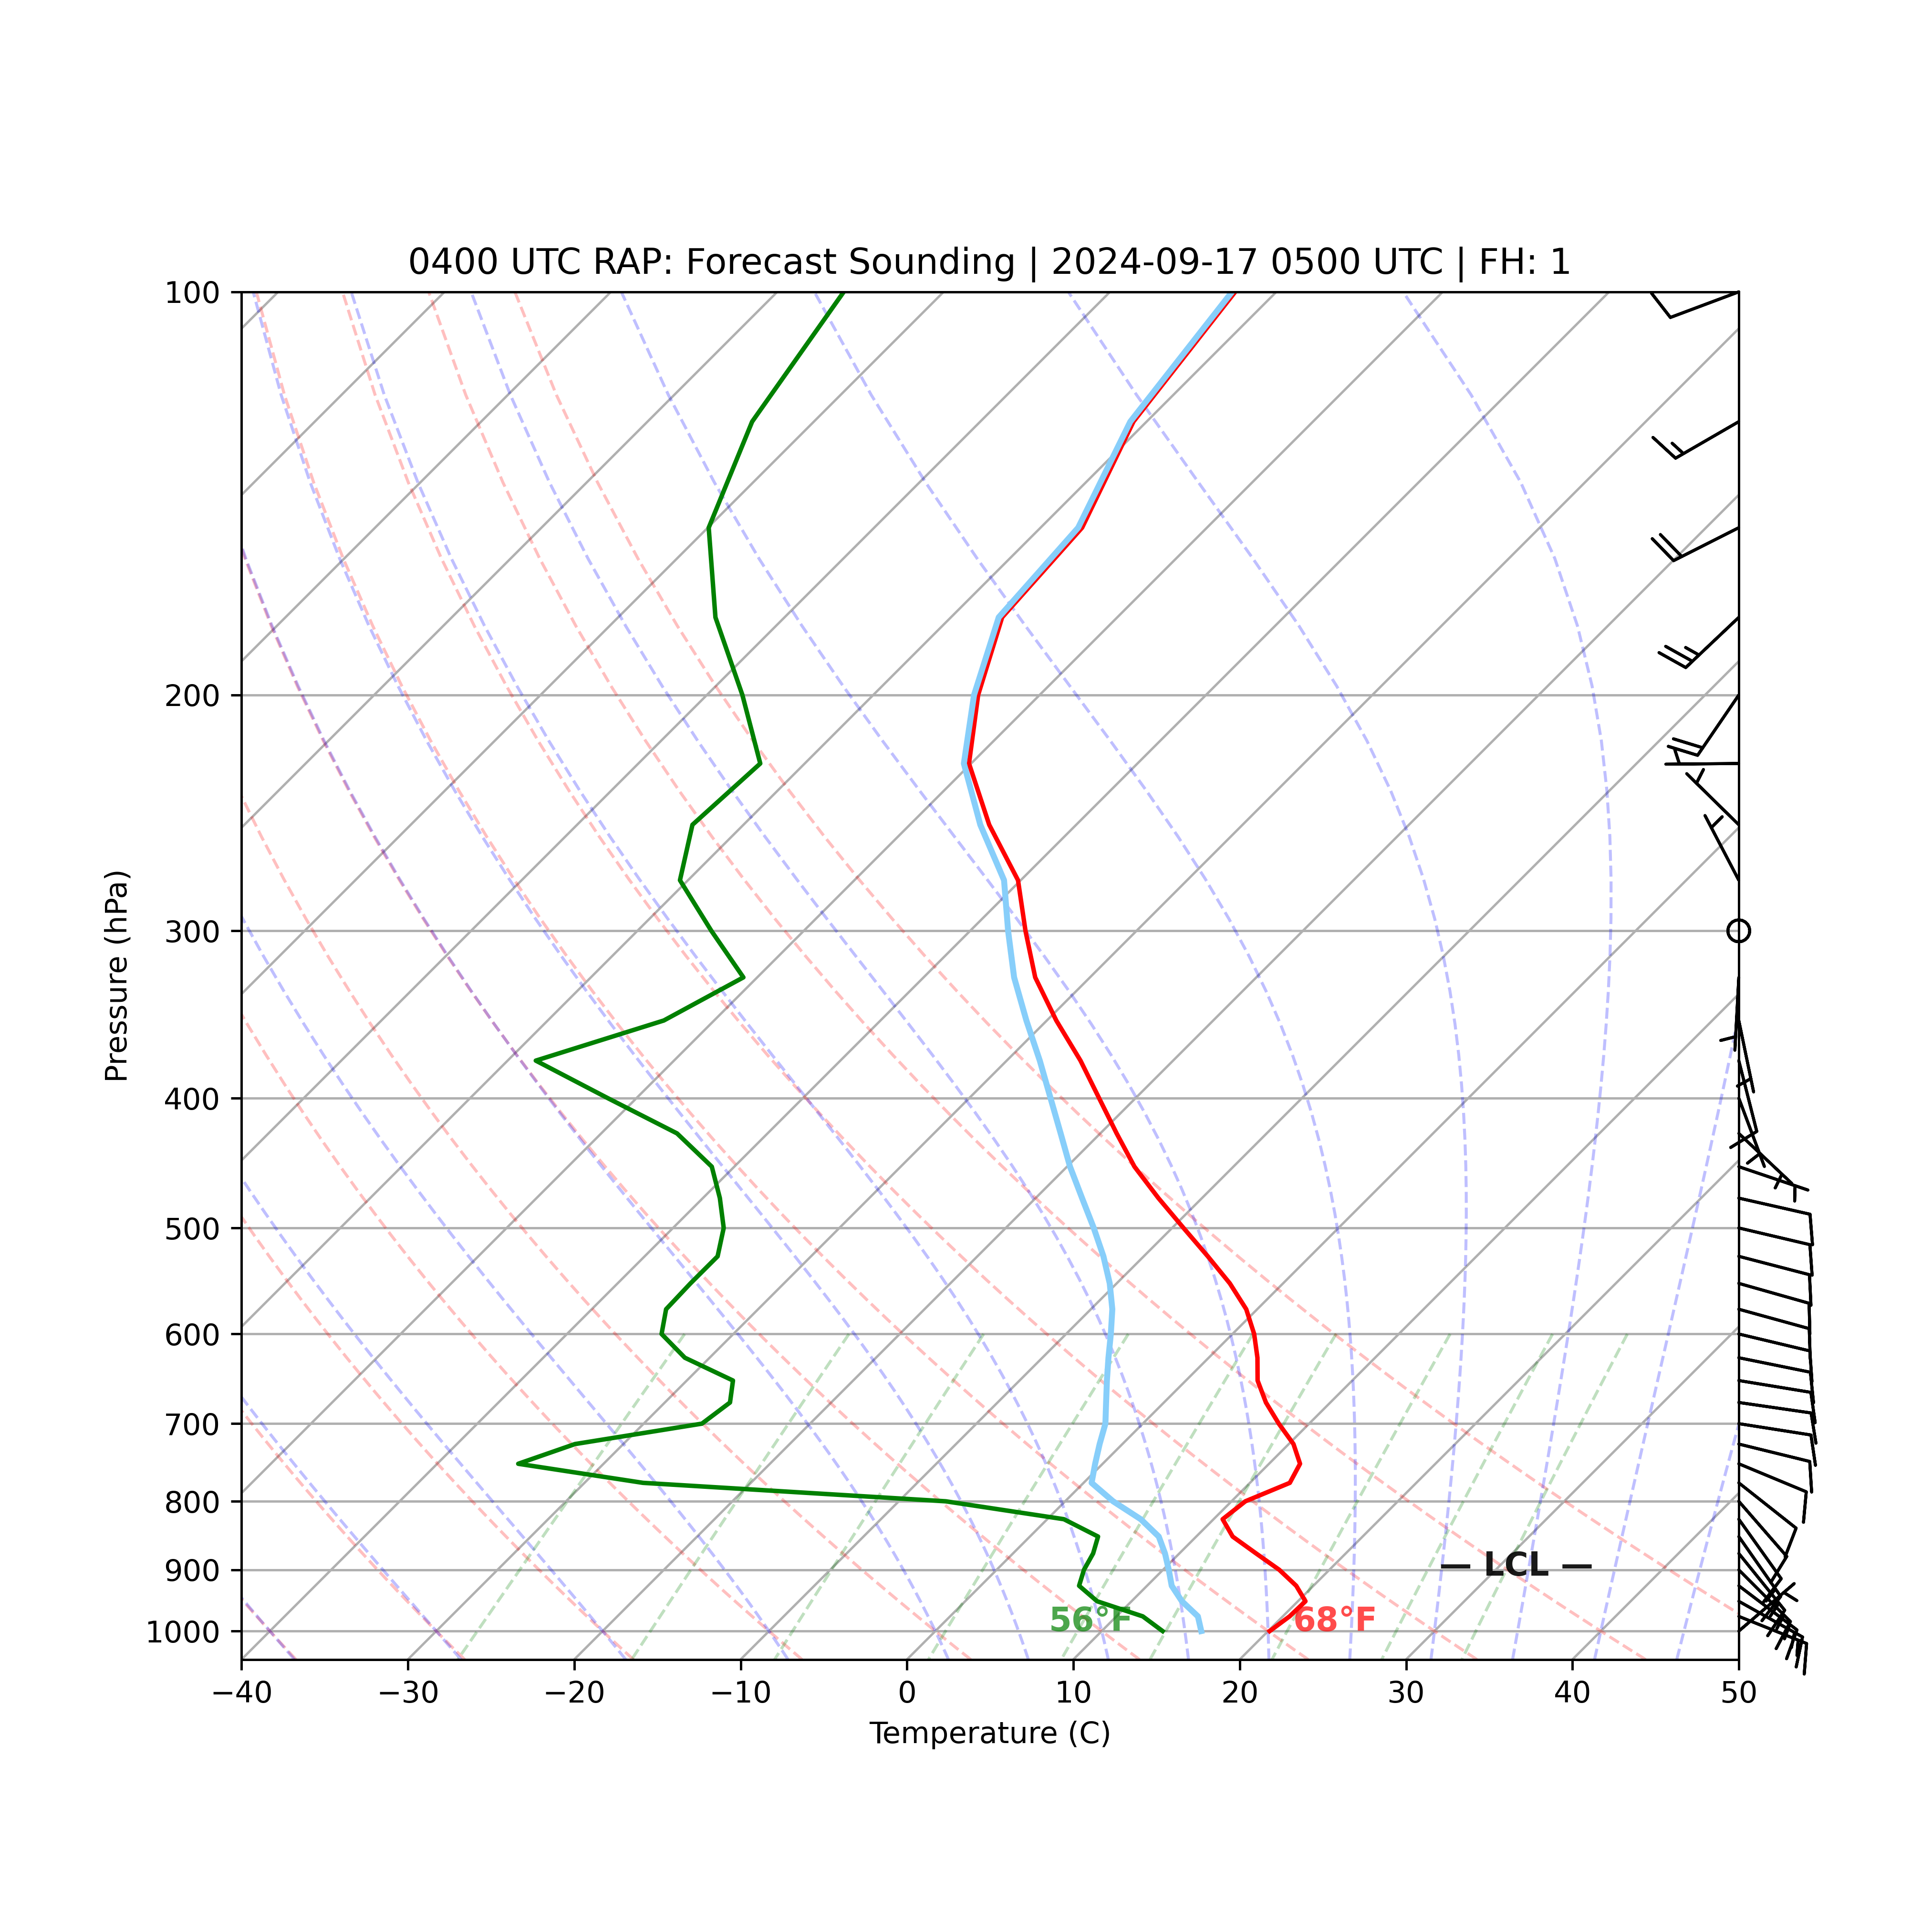 0400 UTC RAP: Forecast Sounding | 2024-09-17 0500 UTC | FH: 1
100
200
300
400
500
600
700
800
900
1000
Pressure (hPa)
— LCL —
56°F
68°F
−40 −30 −20 −10 0 10 20 30 40 50
Temperature (C)